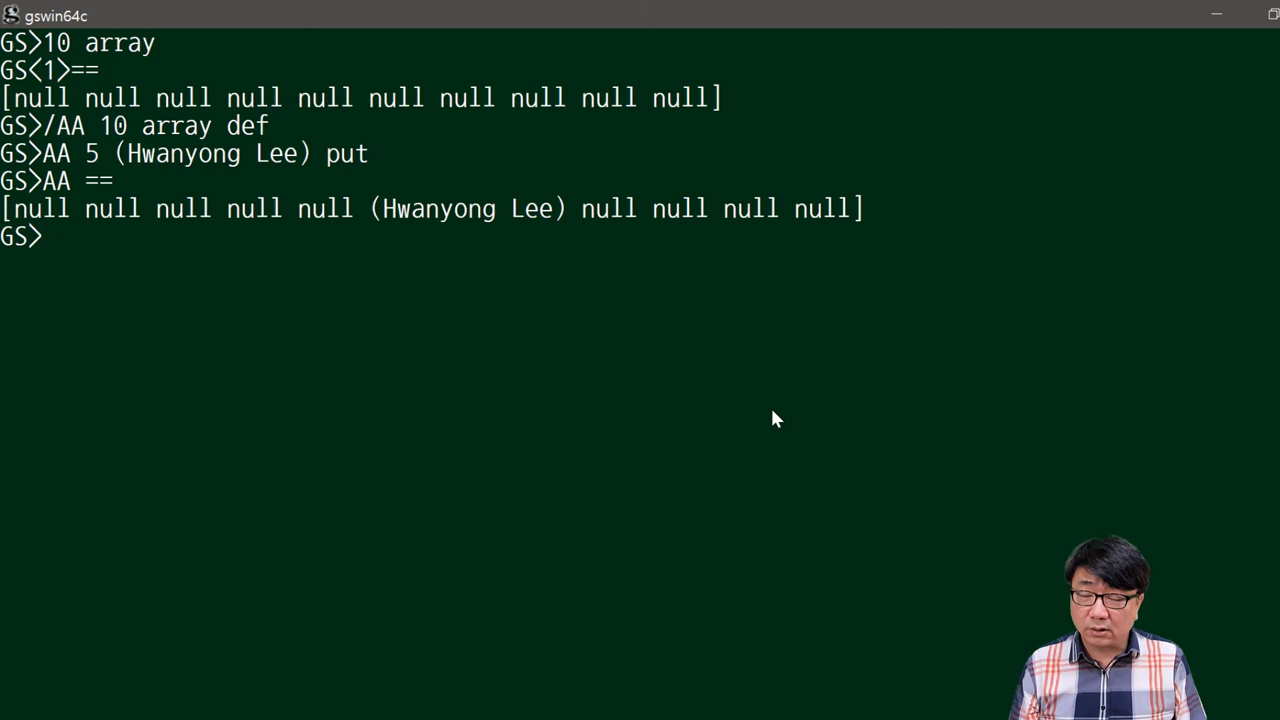 gswin64c
GS>10 array
GS<1>==
[null null null null null null null null null null]
GS>/AA 10 array def
GS>AA 5 (Hwanyong Lee) put
GS>AA ==
[null null null null null (Hwanyong Lee) null null null null]
GS>